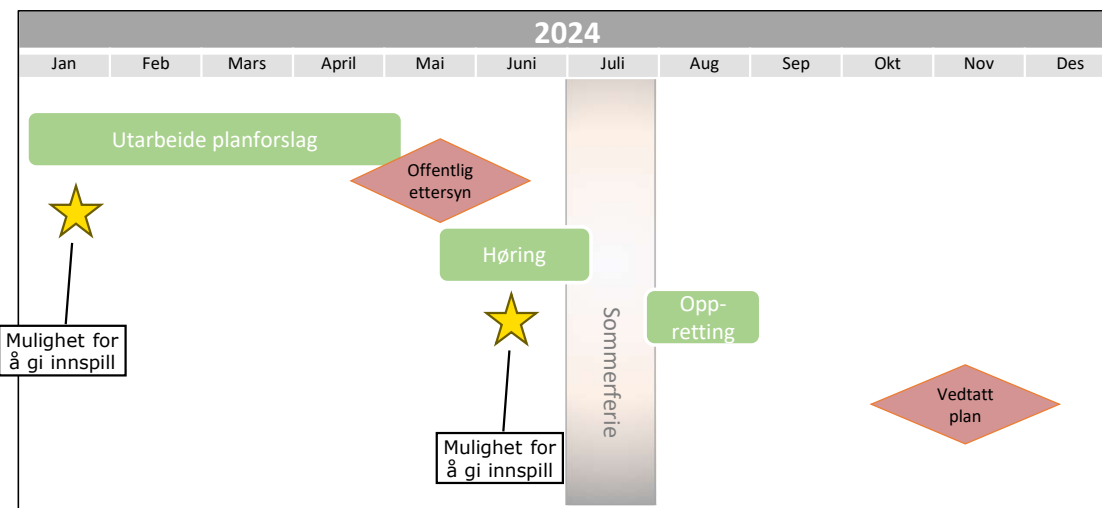 2024
Jan Feb Mars April Mai Juni Juli Aug Sep Okt Nov Des
Utarbeide planforslag
Offentlig
ettersyn
Høring
Opp-
retting
Sommerferie
Mulighet for
å gi innspill
Vedtatt
plan
Mulighet for
å gi innspill